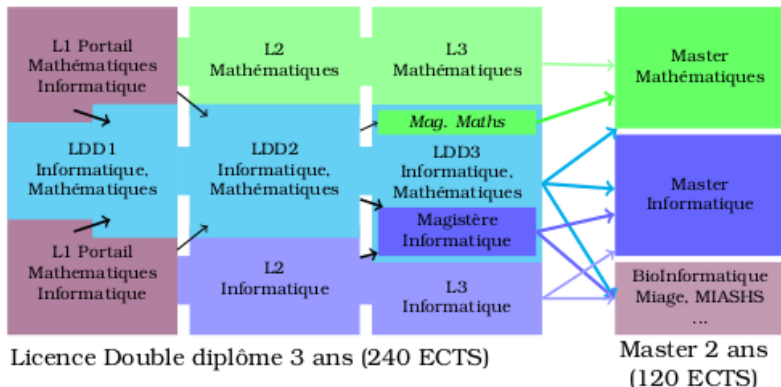 L1 Portail
Mathématiques
Informatique
L2
Mathématiques
L3
Mathématiques
Master
Mathématiques
Mag. Maths
LDD1
Informatique,
Mathématiques
LDD2
Informatique,
Mathématiques
LDD3
Informatique,
Mathématiques
Master
Informatique
Magistère
Informatique
L1 Portail
Mathematiques
Informatique
L2
Informatique
L3
Informatique
BioInformatique
Miage, MIASHS
...
Licence Double diplôme 3 ans (240 ECTS)
Master 2 ans
(120 ECTS)